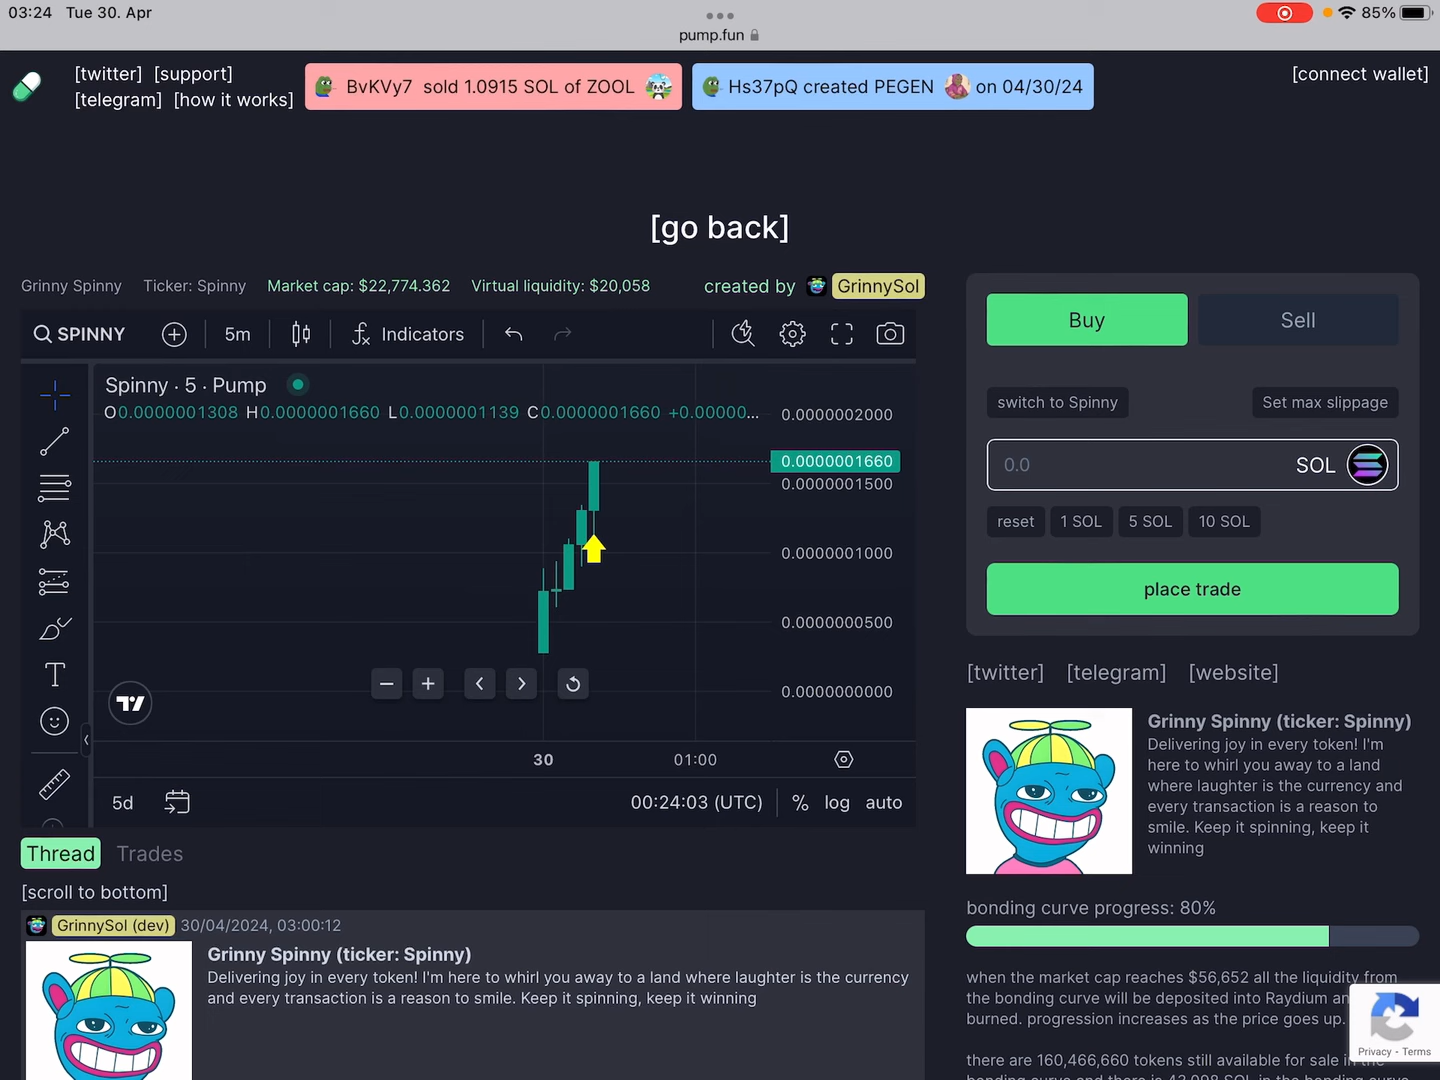 03:24 Tue 30. Apr
85%
pump.fun
[twitter] [support]
[telegram] [how it works]
BvKVy7 sold 1.0915 SOL of ZOOL
Hs37pQ created PEGEN on 04/30/24
[connect wallet]
[go back]
Grinny Spinny Ticker: Spinny Market cap: $22,774.362 Virtual liquidity: $20,058 created by GrinnySol
SPINNY 5m Indicators
Spinny · 5 · Pump
O0.0000001308 H0.0000001660 L0.0000001139 C0.0000001660 +0.00000...
0.0000002000
0.0000001660
0.0000001500
0.0000001000
0.0000000500
0.0000000000
30 01:00
5d 00:24:03 (UTC) % log auto
Buy Sell
switch to Spinny Set max slippage
0.0 SOL
reset 1 SOL 5 SOL 10 SOL
place trade
[twitter] [telegram] [website]
Grinny Spinny (ticker: Spinny)
Delivering joy in every token! I'm
here to whirl you away to a land
where laughter is the currency and
every transaction is a reason to
smile. Keep it spinning, keep it
winning
bonding curve progress: 80%
when the market cap reaches $56,652 all the liquidity from
the bonding curve will be deposited into Raydium
burned. progression increases as the price goes up.
there are 160,466,660 tokens still available for sale in
Privacy - Terms
Thread Trades
[scroll to bottom]
GrinnySol (dev) 30/04/2024, 03:00:12
Grinny Spinny (ticker: Spinny)
Delivering joy in every token! I'm here to whirl you away to a land where laughter is the currency
and every transaction is a reason to smile. Keep it spinning, keep it winning